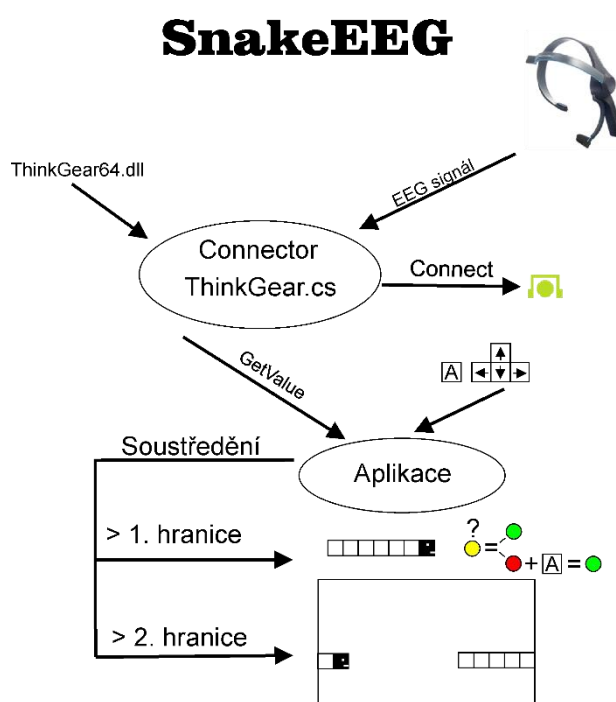 SnakeEEG
ThinkGear64.dll
EEG signál
Connector
ThinkGear.cs
Connect
GetValue
A
Soustředění
Aplikace
> 1. hranice
?
=
+ A =
> 2. hranice